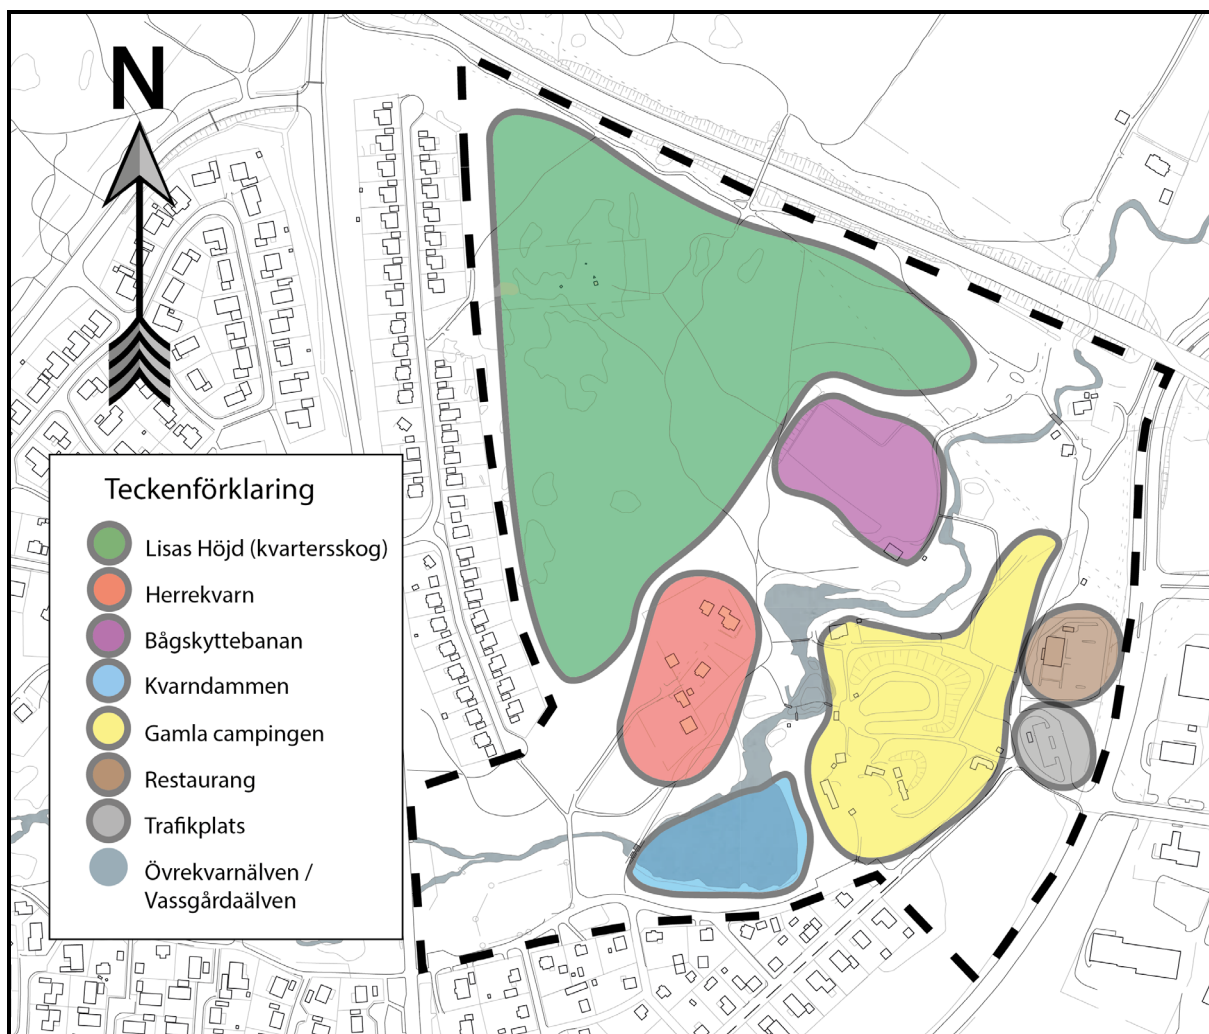 N
Teckenförklaring
Lisas Höjd (kvartersskog)
Herrekvarn
Bågskyttebanan
Kvarndammen
Gamla campingen
Restaurang
Trafikplats
Övrekvarnälven /
Vassgårdaälven